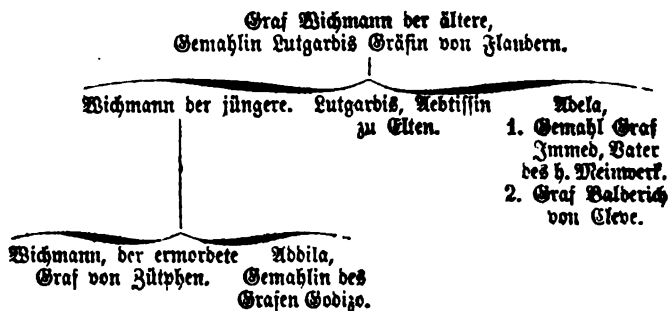 Graf Wichmann der ältere,
Gemahlin Lutgardis Gräfin von Flandern.
Wichmann der jüngere.
Lutgardis, Aebtissin
zu Elten.
Adela,
1. Gemahl Graf
Immed, Vater
des h. Meinwerk.
2. Graf Balderich
von Cleve.
Wichmann, der ermordete
Graf von Zütphen.
Addila,
Gemahlin des
Grafen Godizo.